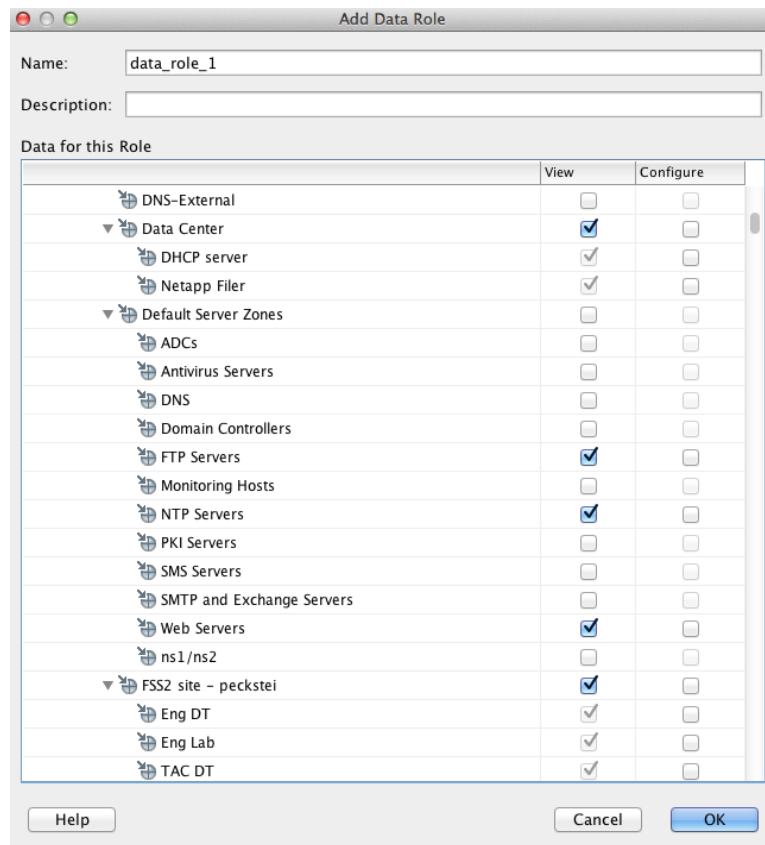 Add Data Role
Name: data_role_1
Description:
Data for this Role
View Configure
DNS-External
Data Center
DHCP server
Netapp Filer
Default Server Zones
ADCs
Antivirus Servers
DNS
Domain Controllers
FTP Servers
Monitoring Hosts
NTP Servers
PKI Servers
SMS Servers
SMTP and Exchange Servers
Web Servers
ns1/ns2
FSS2 site - peckstei
Eng DT
Eng Lab
TAC DT
Help Cancel OK